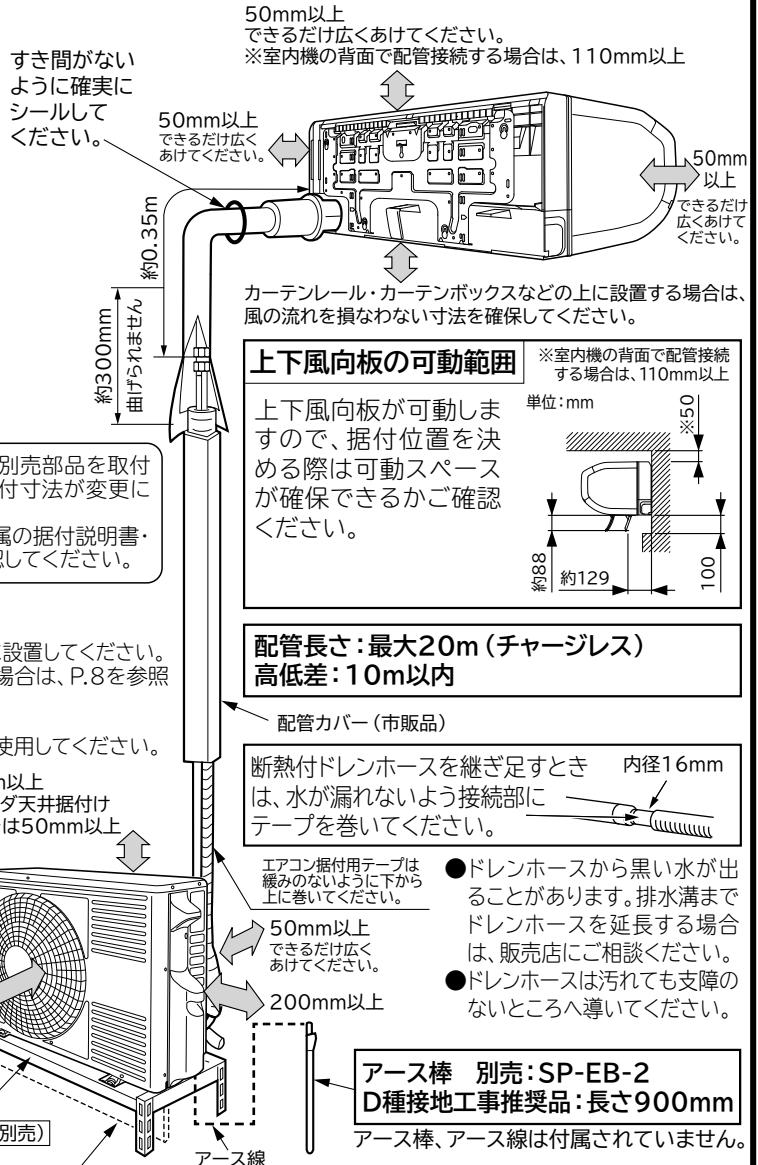 50mm以上
できるだけ広くあけてください。
※室内機の背面で配管接続する場合は、110mm以上
すき間がない
ように確実に
シールして
ください。
50mm以上
できるだけ広く
あけてください。
50mm
以上
できるだけ
広くあけて
ください。
約0.35m
約300mm
曲げられません
カーテンレール・カーテンボックスなどの上に設置する場合は、
風の流れを損なわない寸法を確保してください。
上下風向板の可動範囲
※室内機の背面で配管接続
する場合は、110mm以上
上下風向板が可動しま
すので、据付位置を決
める際は可動スペース
が確保できるかご確認
ください。
単位：mm
※50
約88
約129
100
別売部品を取付
付寸法が変更に
属の据付説明書・
認してください。
設置してください。
場合は、P.8を参照
使用してください。
配管長さ：最大20m（チャージレス）
高低差：10m以内
配管カバー（市販品）
断熱付ドレンホースを継ぎ足すとき
は、水が漏れないよう接続部に
テープを巻いてください。
内径16mm
以上
ダ天井据付け
は50mm以上
エアコン据付用テープは
緩みのないように下から
上に巻いてください。
50mm以上
できるだけ広く
あけてください。
200mm以上
●ドレンホースから黒い水が出
ることがあります。排水溝まで
ドレンホースを延長する場合
は、販売店にご相談ください。
●ドレンホースは汚れても支障の
ないところへ導いてください。
アース棒　別売：SP-EB-2
D種接地工事推奨品：長さ900mm
アース棒、アース線は付属されていません。
別売）
アース線